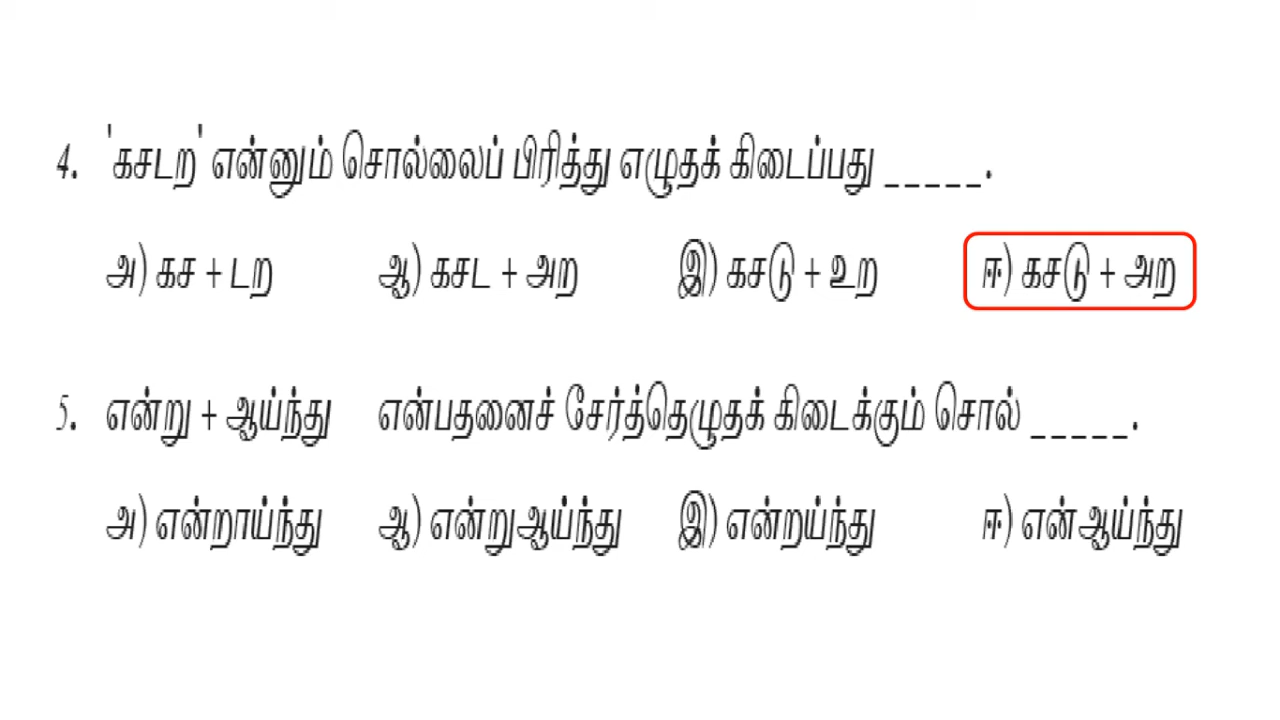 4. 'கசடற' என்னும் சொல்லைப் பிரித்து எழுதக் கிடைப்பது _____.
அ) கச + டற ஆ) கசட + அற இ) கசடு + உற ஈ) கசடு + அற
5. என்று + ஆய்ந்து என்பதனைச் சேர்த்தெழுதக் கிடைக்கும் சொல் _____.
அ) என்றாய்ந்து ஆ) என்றுஆய்ந்து இ) என்றய்ந்து ஈ) என்ஆய்ந்து